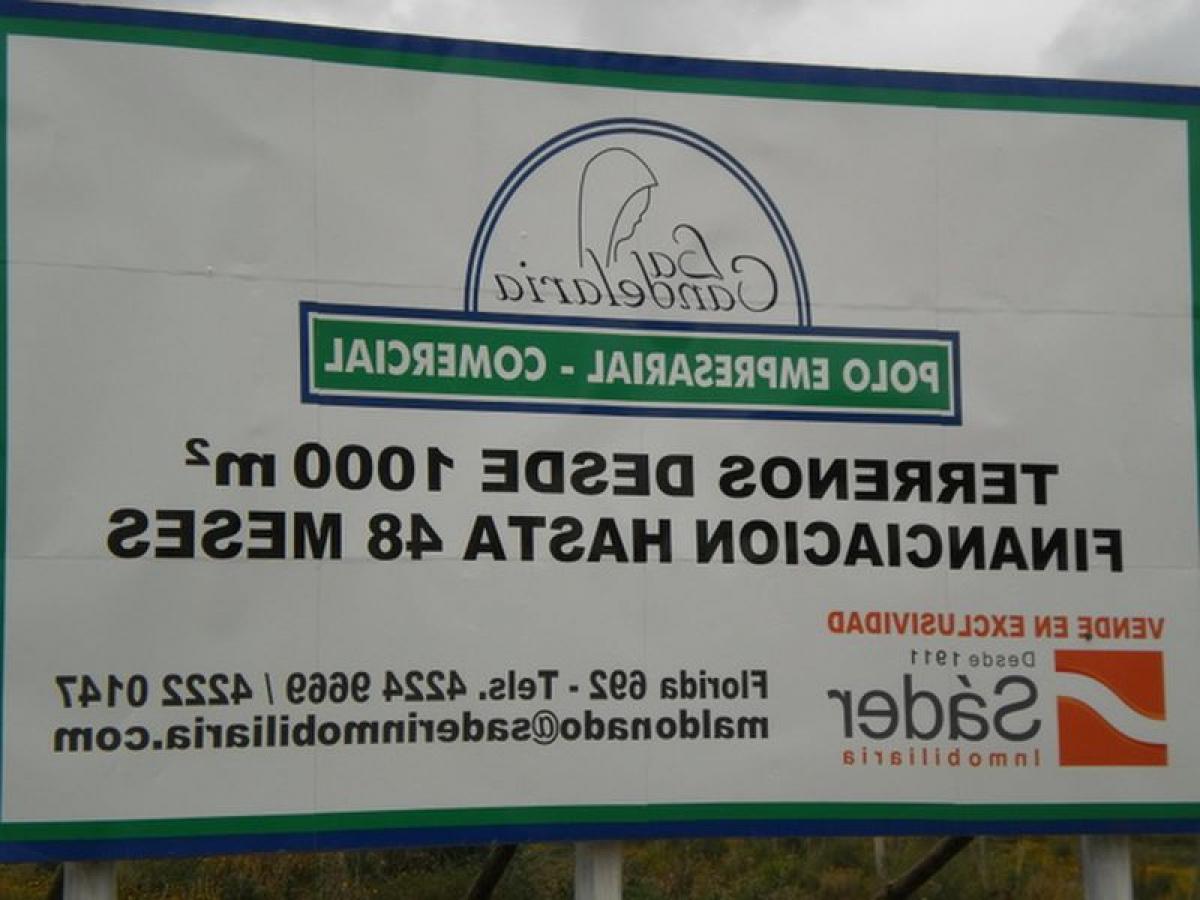 La
Candelaria
POLO EMPRESARIAL - COMERCIAL
TERRENOS DESDE 1000 m²
FINANCIACION HASTA 48 MESES
VENDE EN EXCLUSIVIDAD
Desde 1911
Sáder
Inmobiliaria
Florida 692 - Tels. 4224 9669 / 4222 0147
maldonado@saderinmobiliaria.com